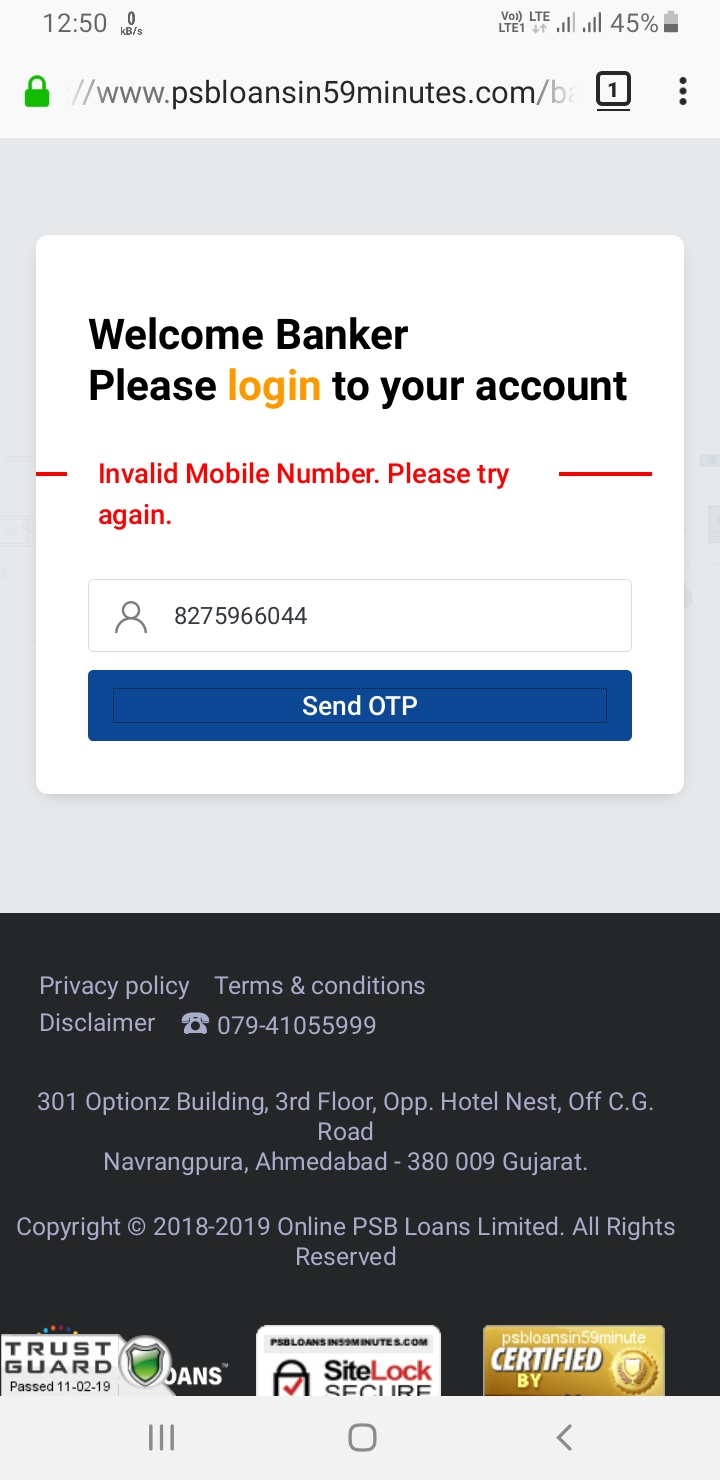 12:50 0 kB/s Vo)) LTE LTE1 45%
://www.psbloansin59minutes.com/ba 1
Welcome Banker
Please login to your account
Invalid Mobile Number. Please try
again.
8275966044
Send OTP
Privacy policy Terms & conditions
Disclaimer 079-41055999
301 Optionz Building, 3rd Floor, Opp. Hotel Nest, Off C.G.
Road
Navrangpura, Ahmedabad - 380 009 Gujarat.
Copyright © 2018-2019 Online PSB Loans Limited. All Rights
Reserved
TRUST
GUARD
Passed 11-02-19
OANS™
PSBLOANSIN59MINUTES.COM
SiteLock
SECURE
psbloansin59minute
CERTIFIED
BY